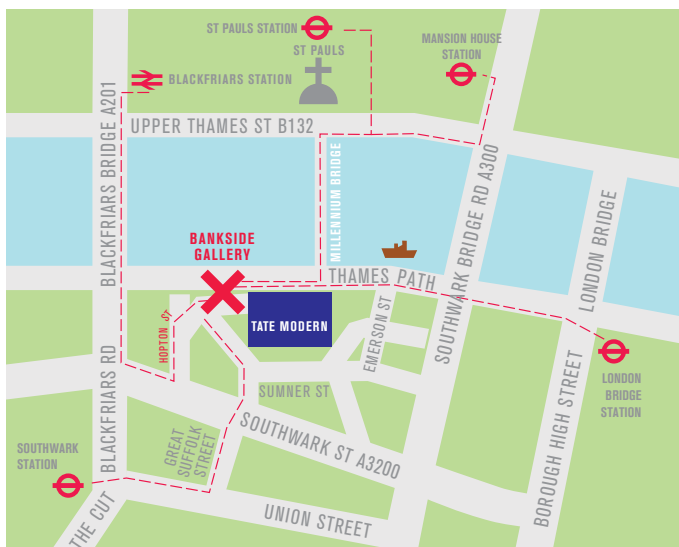 ST PAULS STATION
ST PAULS
MANSION HOUSE
STATION
BLACKFRIARS STATION
BLACKFRIARS BRIDGE A201
UPPER THAMES ST B132
MILLENNIUM BRIDGE
SOUTHWARK BRIDGE RD A300
LONDON BRIDGE
BANKSIDE
GALLERY
THAMES PATH
TATE MODERN
HOPTON ST
EMERSON ST
BLACKFRIARS RD
SUMNER ST
LONDON
BRIDGE
STATION
SOUTHWARK ST A3200
GREAT
SUFFOLK
STREET
SOUTHWARK
STATION
BOROUGH HIGH STREET
UNION STREET
THE CUT